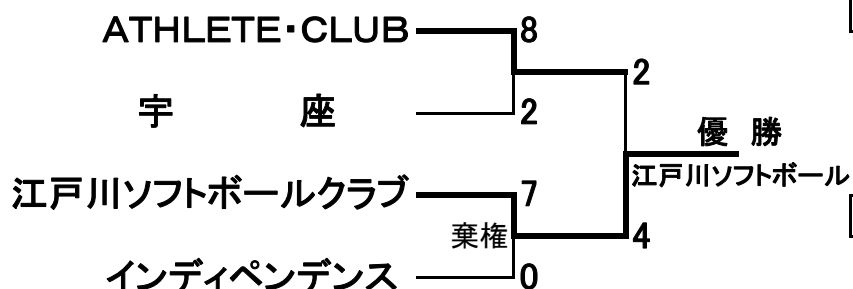 ATHLETE・CLUB 8
2
宇 座 2
優 勝
江戸川ソフトボール
江戸川ソフトボールクラブ 7
棄権 4
インディペンデンス 0